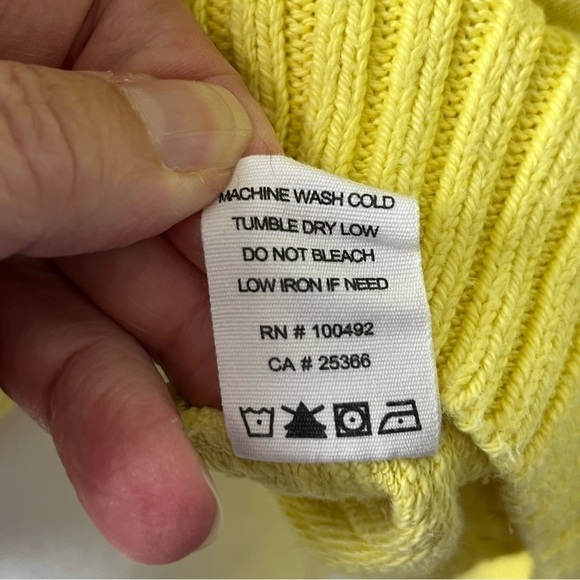 MACHINE WASH COLD
TUMBLE DRY LOW
DO NOT BLEACH
LOW IRON IF NEED
RN # 100492
CA # 25366